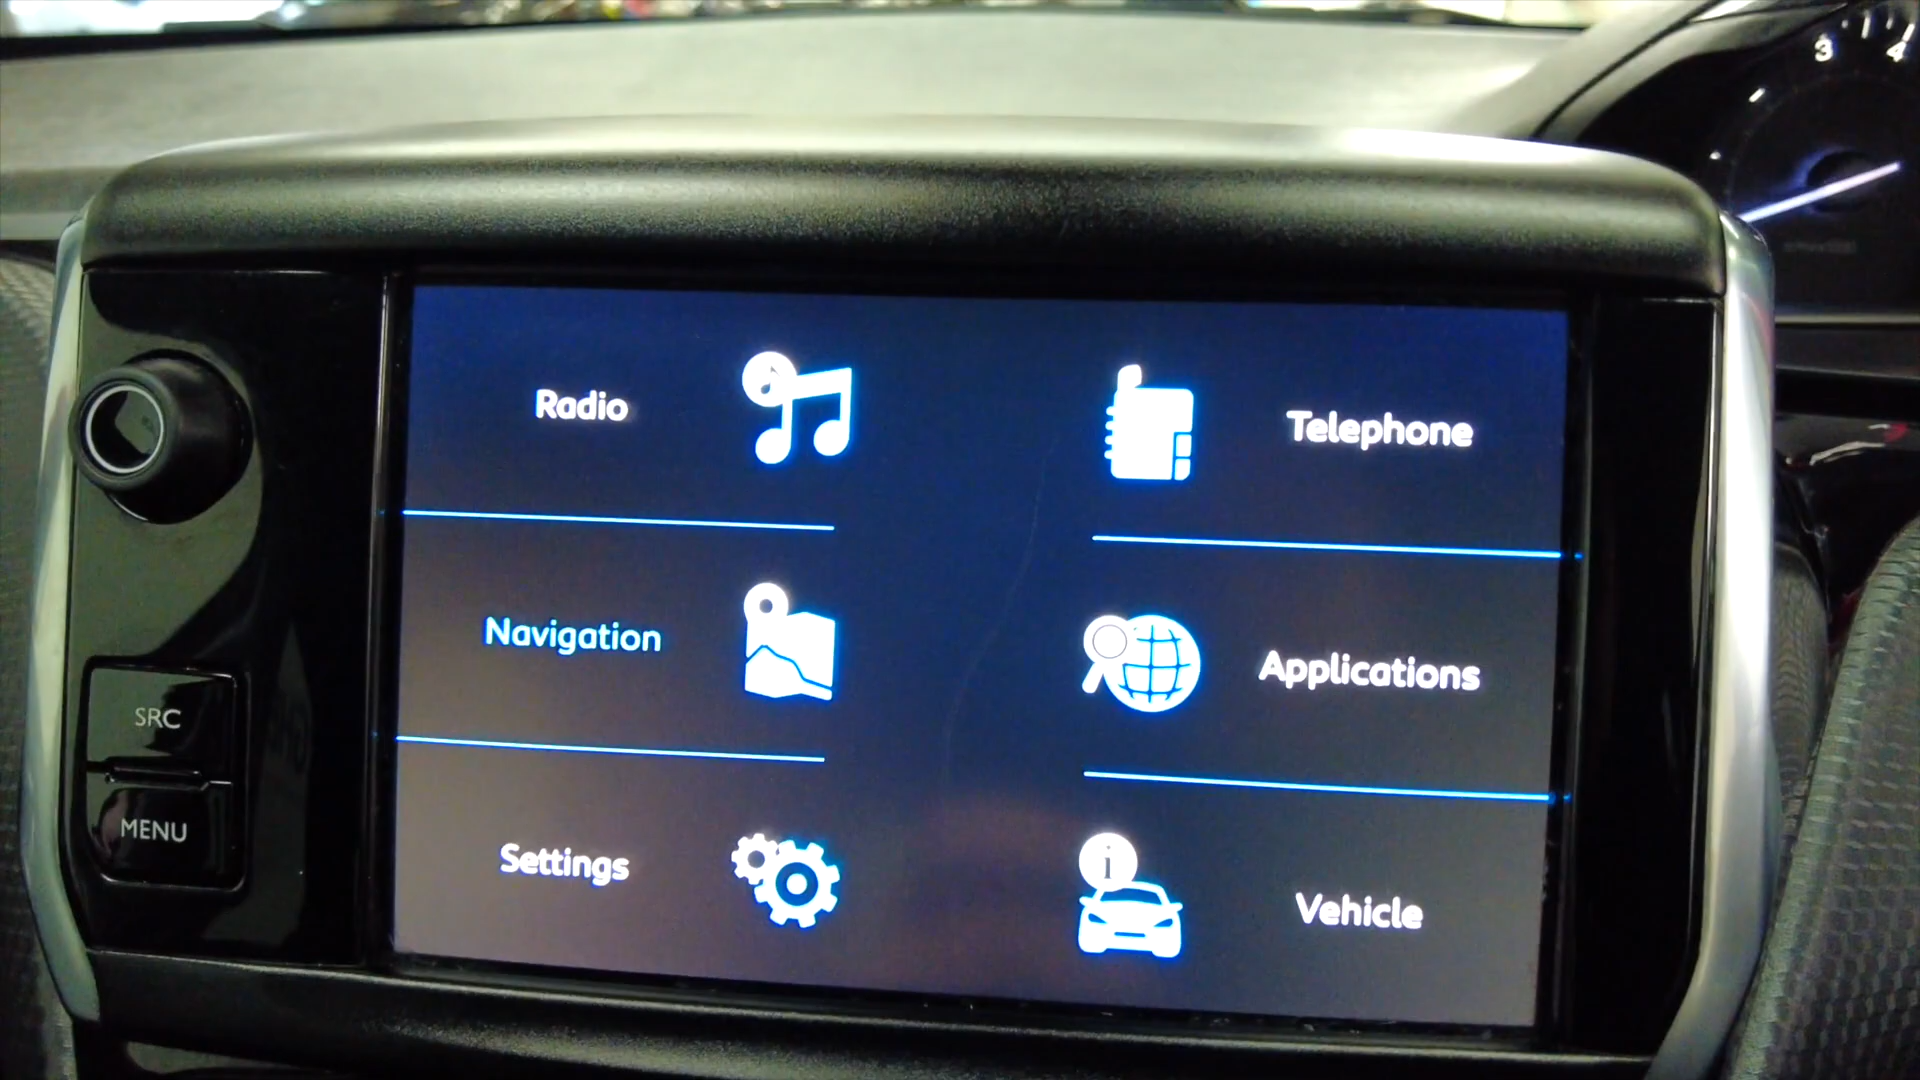 3
4
Radio
Telephone
Navigation
Applications
SRC
MENU
Settings
i
Vehicle